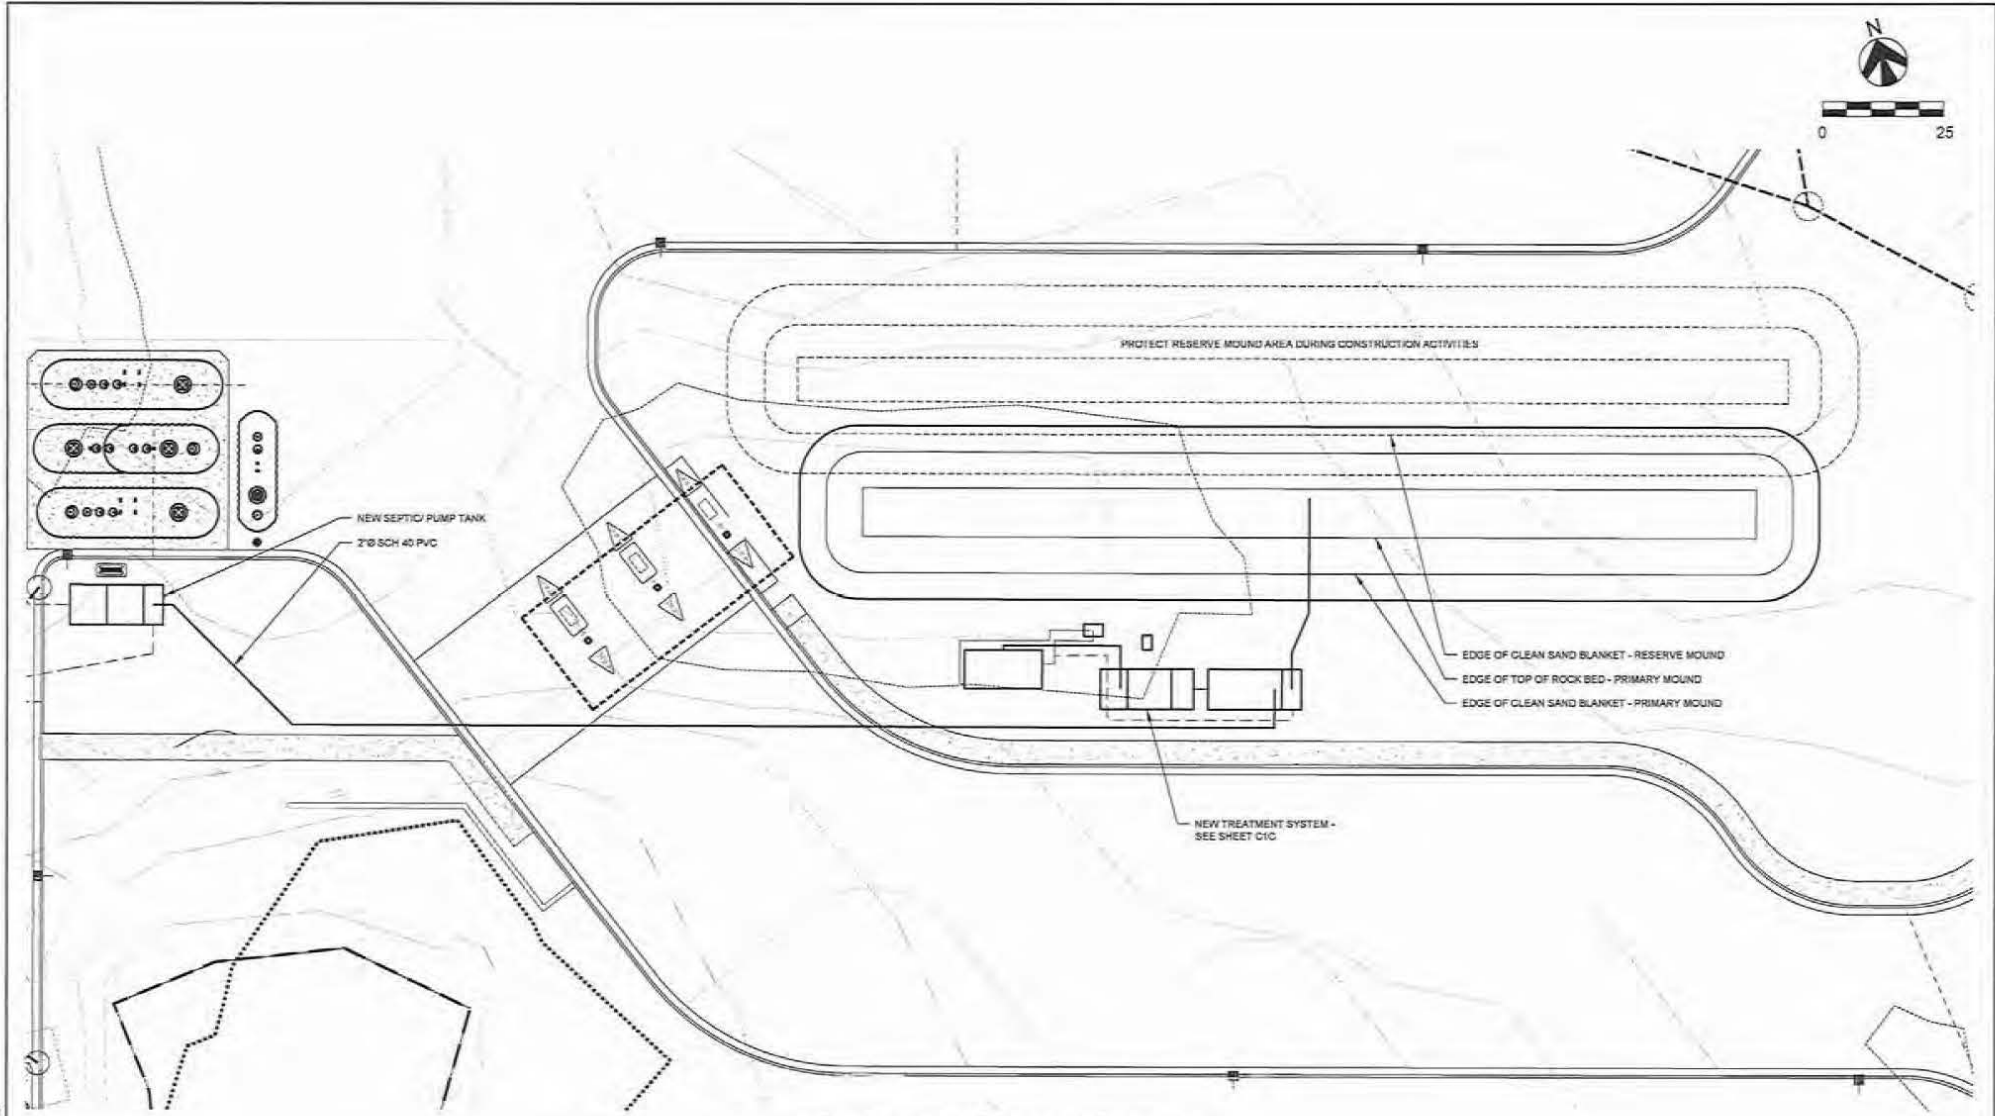 N
0 25
PROTECT RESERVE MOUND AREA DURING CONSTRUCTION ACTIVITIES
NEW SEPTIC/ PUMP TANK
2"Ø SCH 40 PVC
EDGE OF CLEAN SAND BLANKET - RESERVE MOUND
EDGE OF TOP OF ROCK BED - PRIMARY MOUND
EDGE OF CLEAN SAND BLANKET - PRIMARY MOUND
NEW TREATMENT SYSTEM -
SEE SHEET C1C